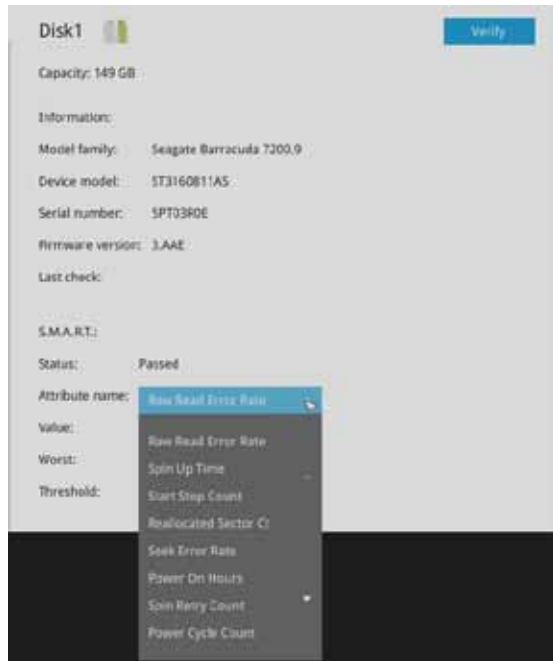 Disk1
Verify
Capacity: 149 GB
Information:
Model family: Seagate Barracuda 7200.9
Device model: ST3160811AS
Serial number: 5PT03R0E
Firmware version: 3.AAE
Last check:
S.M.A.R.T.:
Status: Passed
Attribute name: Raw Read Error Rate
Value:
Raw Read Error Rate
Worst:
Spin Up Time
Threshold:
Start Stop Count
Reallocated Sector Ct
Seek Error Rate
Power On Hours
Spin Retry Count
Power Cycle Count